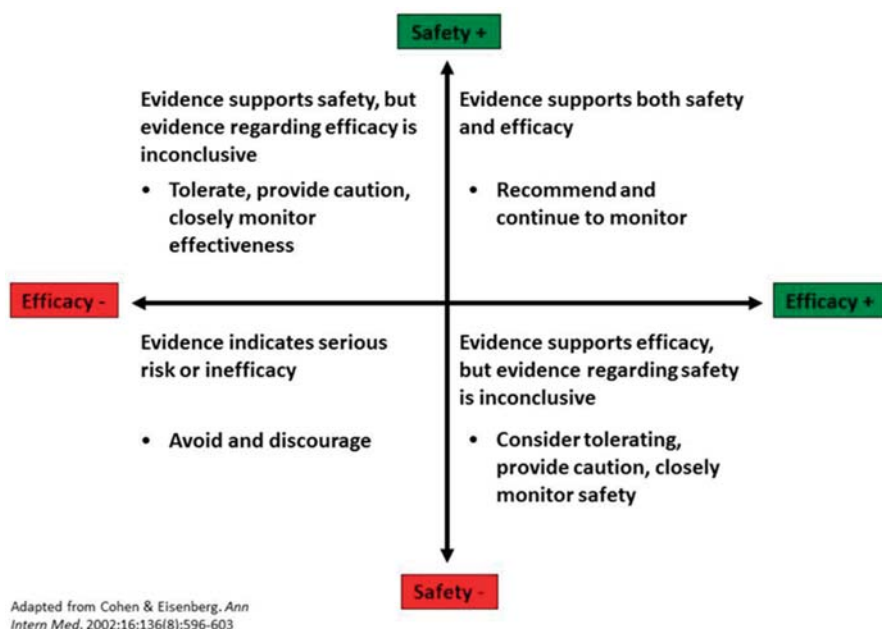 Safety +
Evidence supports safety, but
evidence regarding efficacy is
inconclusive
• Tolerate, provide caution,
closely monitor
effectiveness
Evidence supports both safety
and efficacy
• Recommend and
continue to monitor
Efficacy -
Efficacy +
Evidence indicates serious
risk or inefficacy
• Avoid and discourage
Evidence supports efficacy,
but evidence regarding safety
is inconclusive
• Consider tolerating,
provide caution, closely
monitor safety
Safety -
Adapted from Cohen & Eisenberg. Ann
Intern Med. 2002;16;136(8):596-603